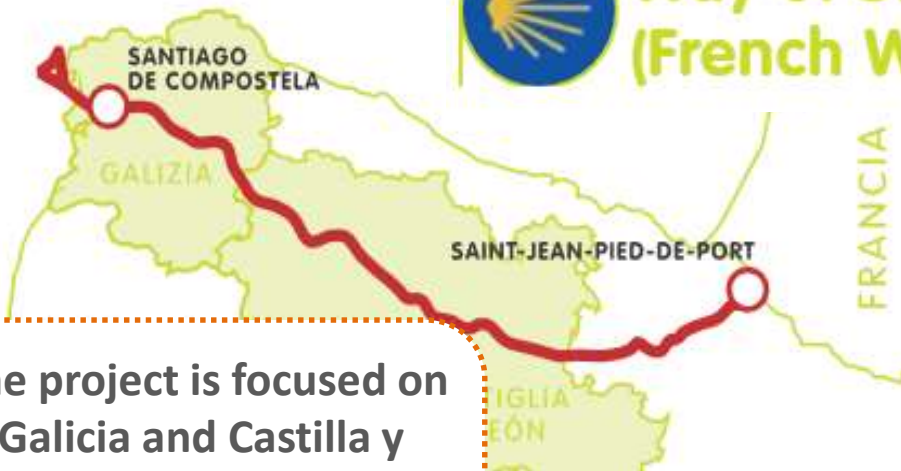 (French W
SANTIAGO
DE COMPOSTELA
GALIZIA
FRANCIA
SAINT-JEAN-PIED-DE-PORT
project is focused on
Galicia and Castilla y